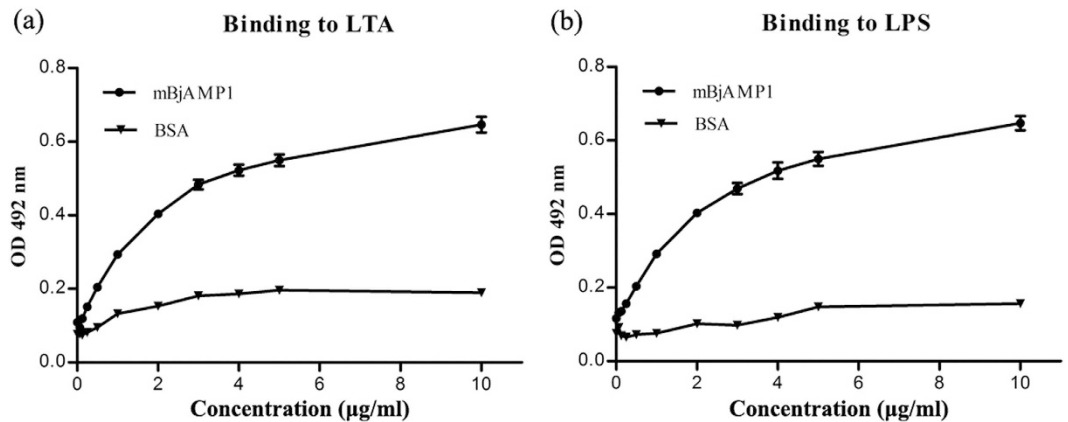 (a)
Binding to LTA
mBjAMP1
BSA
OD 492 nm
0.8
0.6
0.4
0.2
0.0
0
2
4
6
8
10
Concentration (μg/ml)
(b)
Binding to LPS
mBjAMP1
BSA
OD 492 nm
0.8
0.6
0.4
0.2
0.0
0
2
4
6
8
10
Concentration (μg/ml)